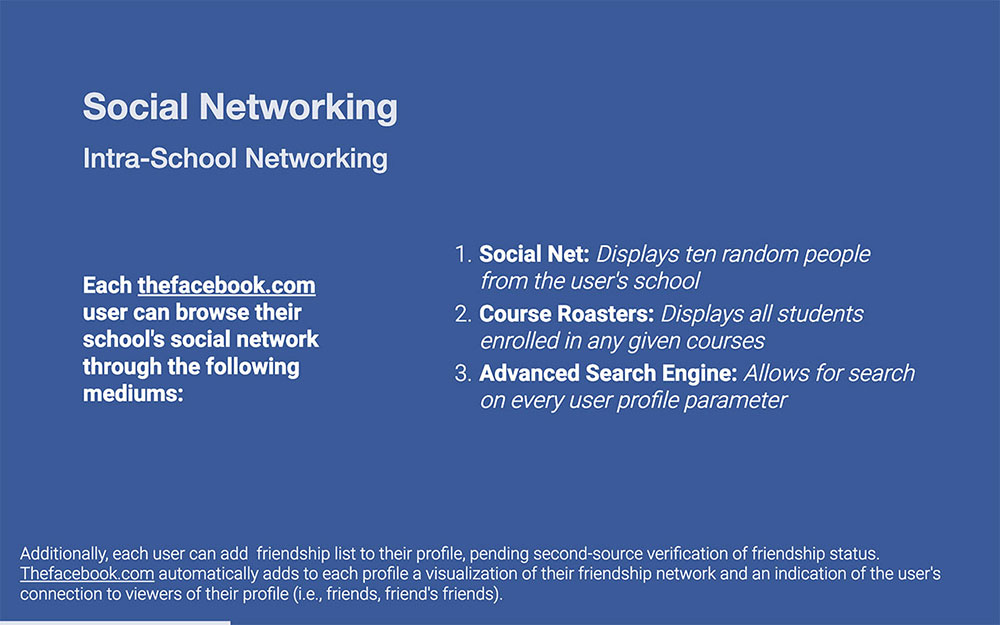 Social Networking
Intra-School Networking
Each thefacebook.com
user can browse their
school's social network
through the following
mediums:
1. Social Net: Displays ten random people
from the user's school
2. Course Roasters: Displays all students
enrolled in any given courses
3. Advanced Search Engine: Allows for search
on every user profile parameter
Additionally, each user can add  friendship list to their profile, pending second-source verification of friendship status.
Thefacebook.com automatically adds to each profile a visualization of their friendship network and an indication of the user's
connection to viewers of their profile (i.e., friends, friend's friends).